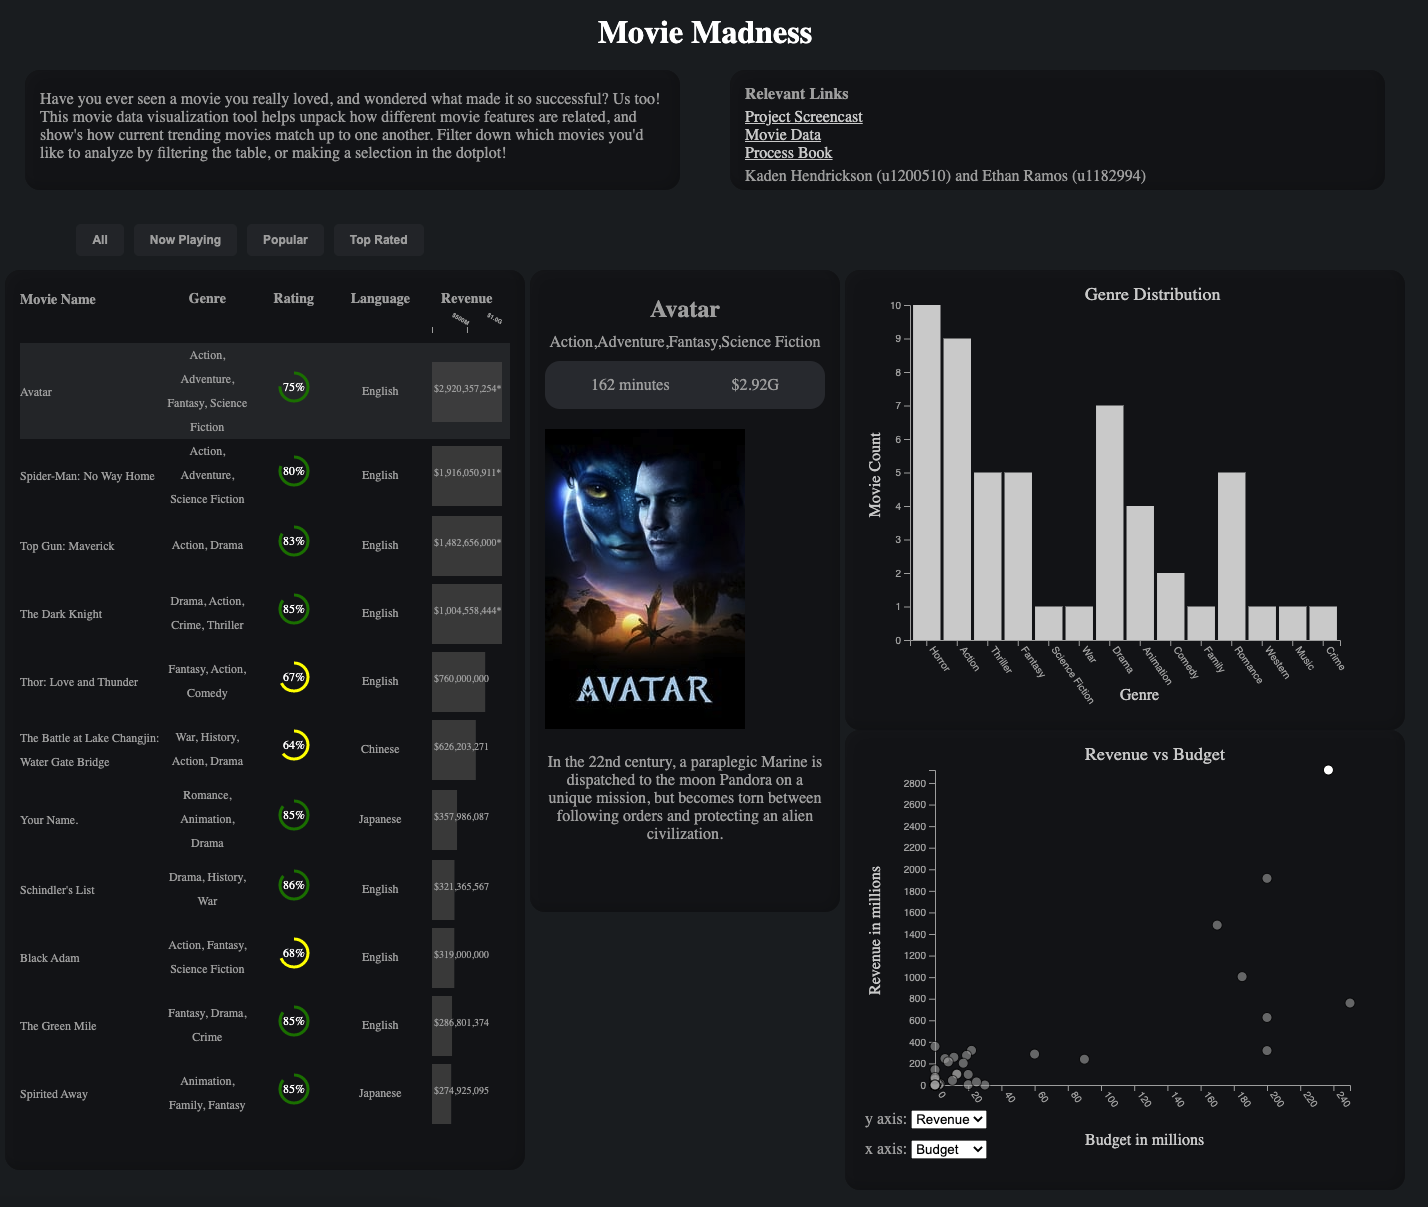 Movie Madness
Have you ever seen a movie you really loved, and wondered what made it so successful? Us too!
This movie data visualization tool helps unpack how different movie features are related, and
show's how current trending movies match up to one another. Filter down which movies you'd
like to analyze by filtering the table, or making a selection in the dotplot!
Relevant Links
Project Screencast
Movie Data
Process Book
Kaden Hendrickson (u1200510) and Ethan Ramos (u1182994)
All Now Playing Popular Top Rated
Movie Name Genre Rating Language Revenue
$500M $1.0G
Avatar Action, Adventure, Fantasy, Science Fiction 75% English $2,920,357,254*
Spider-Man: No Way Home Action, Adventure, Science Fiction 80% English $1,916,050,911*
Top Gun: Maverick Action, Drama 83% English $1,482,656,000*
The Dark Knight Drama, Action, Crime, Thriller 85% English $1,004,558,444*
Thor: Love and Thunder Fantasy, Action, Comedy 67% English $760,000,000
The Battle at Lake Changjin: Water Gate Bridge War, History, Action, Drama 64% Chinese $626,203,271
Your Name. Romance, Animation, Drama 85% Japanese $357,986,087
Schindler's List Drama, History, War 86% English $321,365,567
Black Adam Action, Fantasy, Science Fiction 68% English $319,000,000
The Green Mile Fantasy, Drama, Crime 85% English $286,801,374
Spirited Away Animation, Family, Fantasy 85% Japanese $274,925,095
Avatar
Action,Adventure,Fantasy,Science Fiction
162 minutes $2.92G
AVATAR
In the 22nd century, a paraplegic Marine is
dispatched to the moon Pandora on a
unique mission, but becomes torn between
following orders and protecting an alien
civilization.
Genre Distribution
Movie Count
10
9
8
7
6
5
4
3
2
1
0
Horror Action Thriller Fantasy Science Fiction War Drama Animation Comedy Family Romance Western Music Crime
Genre
Revenue vs Budget
Revenue in millions
2800
2600
2400
2200
2000
1800
1600
1400
1200
1000
800
600
400
200
0
0 20 40 60 80 100 120 140 160 180 200 220 240
Budget in millions
y axis: Revenue
x axis: Budget